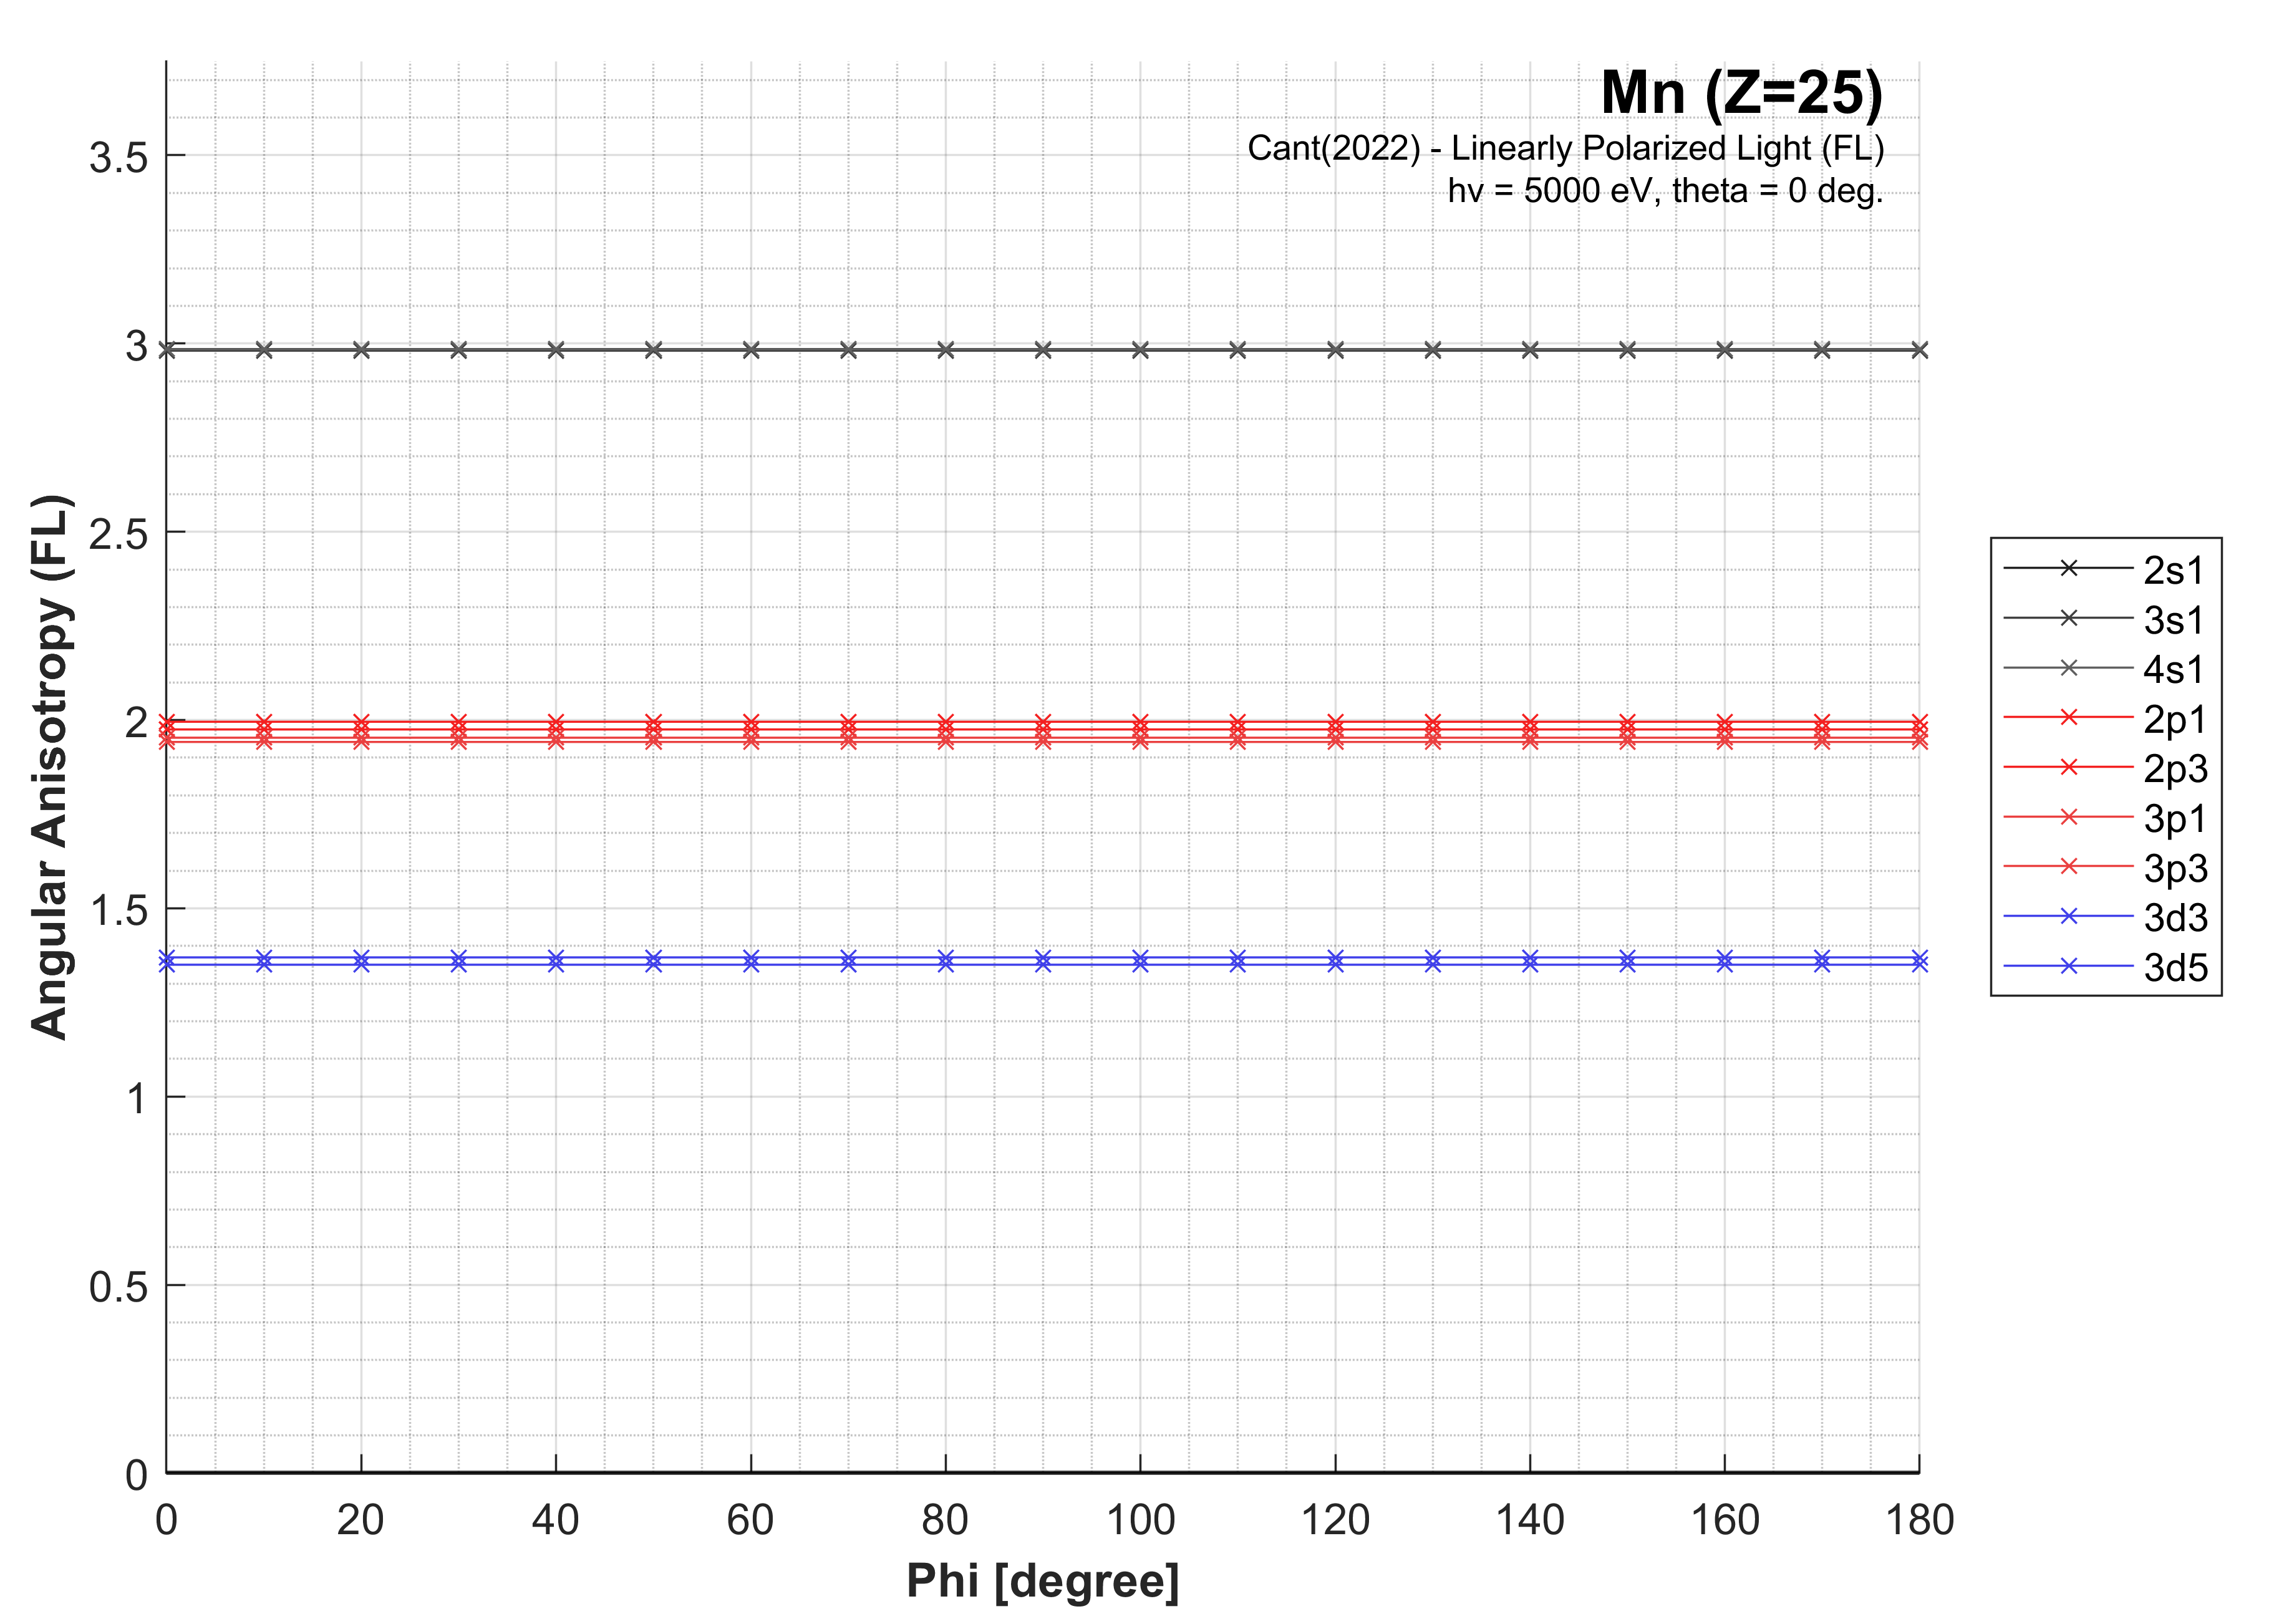 Mn (Z=25)
Cant(2022) - Linearly Polarized Light (FL)
hv = 5000 eV, theta = 0 deg.
Angular Anisotropy (FL)
3.5
3
2.5
2
1.5
1
0.5
0
0 20 40 60 80 100 120 140 160 180
Phi [degree]
2s1
3s1
4s1
2p1
2p3
3p1
3p3
3d3
3d5